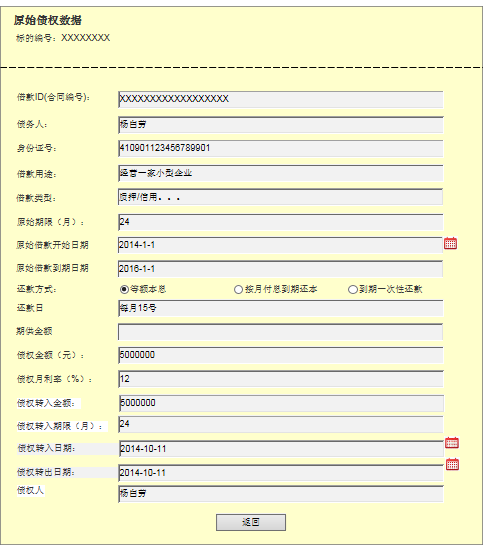 原始债权数据
标的编号：XXXXXXXX
借款ID(合同编号)： XXXXXXXXXXXXXXXXXX
债务人： 杨白劳
身份证号： 410901123456789901
借款用途： 经营一家小型企业
借款类型： 质押/信用。。。
原始期限（月）： 24
原始借款开始日期 2014-1-1
原始借款到期日期 2016-1-1
还款方式： 等额本息 按月付息到期还本 到期一次性还款
还款日 每月15号
期供金额
债权金额（元）： 5000000
债权月利率（%）： 12
债权转入金额： 5000000
债权转入期限（月）： 24
债权转入日期： 2014-10-11
债权转出日期： 2014-10-11
债权人 杨白劳
返回